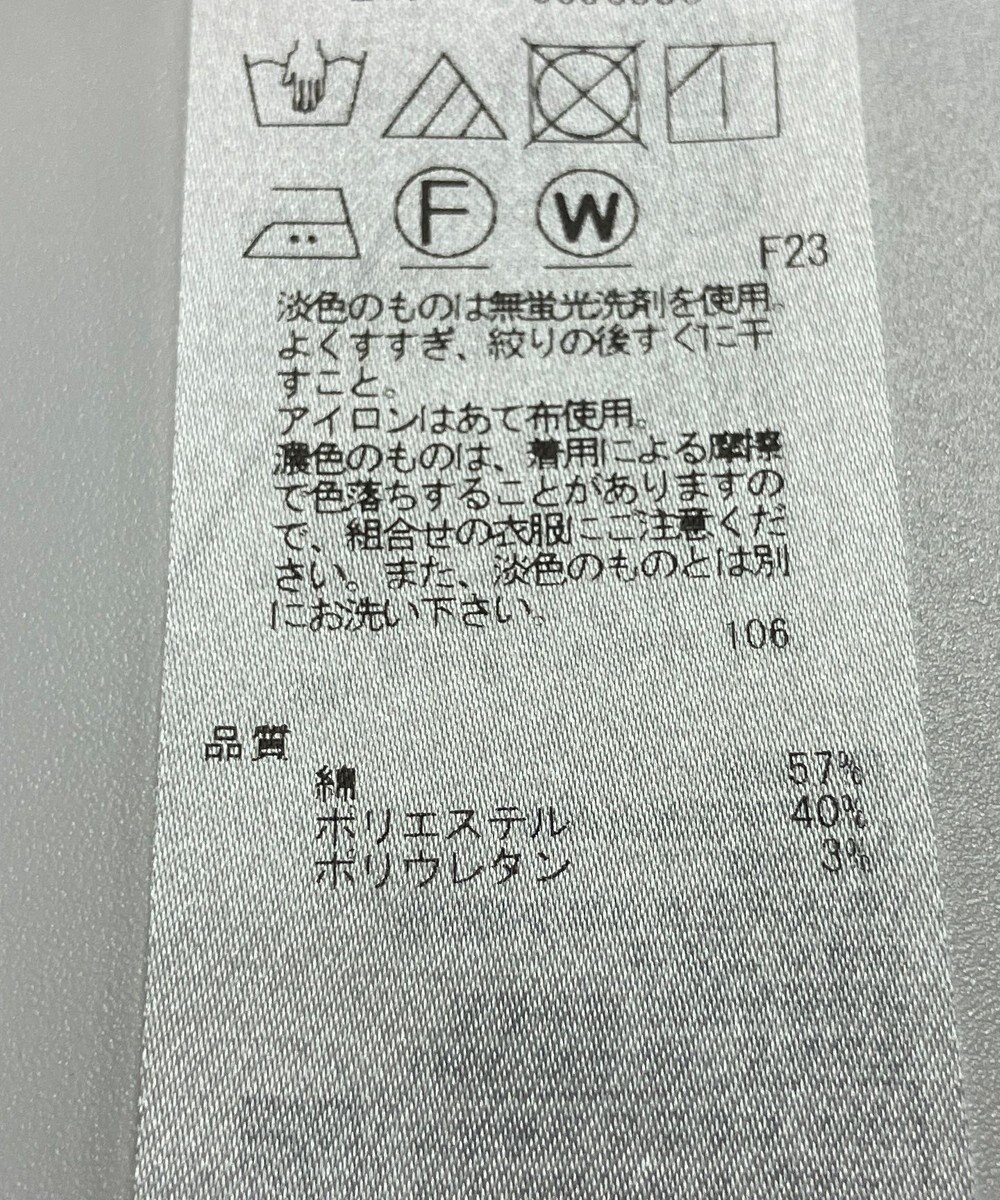 F
W
F23
淡色のものは無蛍光洗剤を使用。
よくすすぎ、絞りの後すぐに干
すこと。
アイロンはあて布使用。
濃色のものは、着用による摩擦
で色落ちすることがありますの
で、組合せの衣服にご注意くだ
さい。また、淡色のものとは別
にお洗い下さい。
106
品質
綿 57%
ポリエステル 40%
ポリウレタン 3%